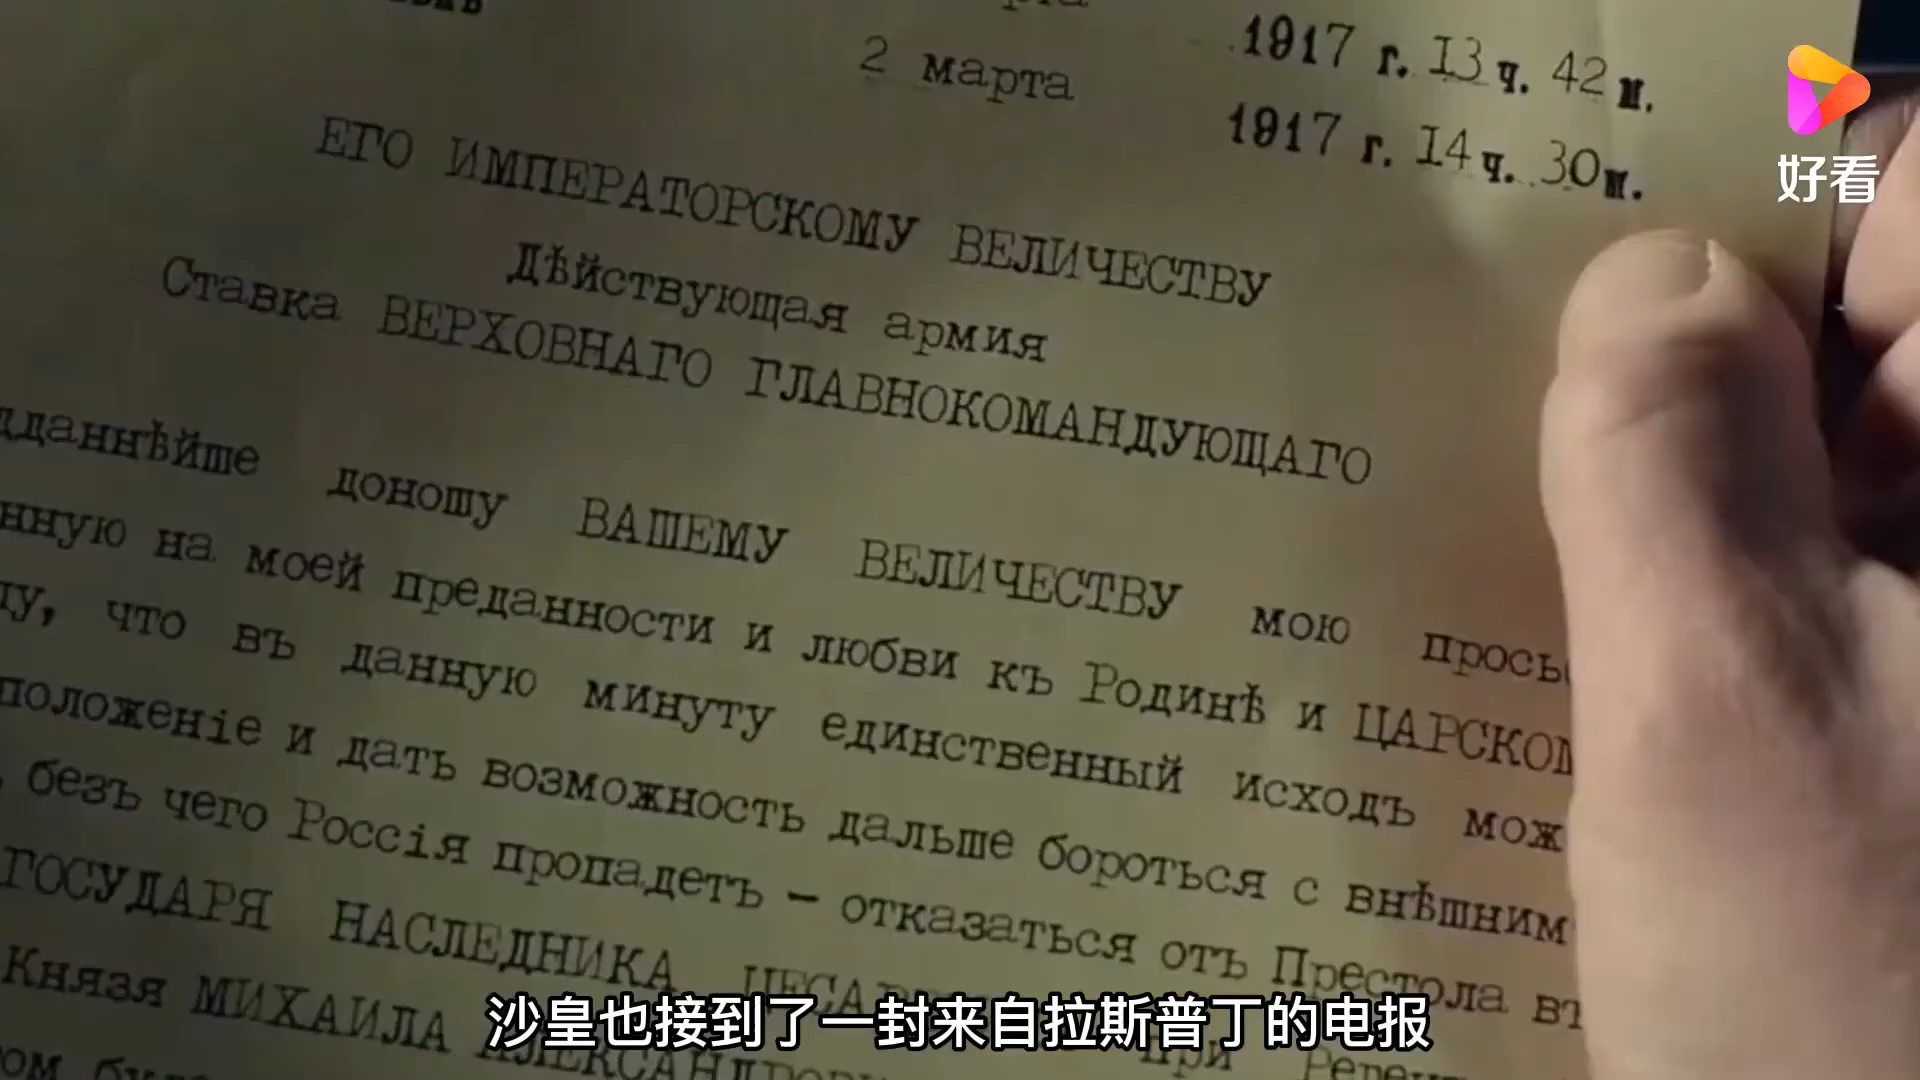 1917 г. 13 ч. 42 м.
2 марта 1917 г. 14 ч. 30 м.
好看
ЕГО ИМПЕРАТОРСКОМУ ВЕЛИЧЕСТВУ
Дѣйствующая армия
Ставка ВЕРХОВНАГО ГЛАВНОКОМАНДУЮЩАГО
доношу ВАШЕМУ ВЕЛИЧЕСТВУ мою
на моей преданности и любви къ Родинѣ и
что въ данную минуту единственный исходъ
положеніе и дать возможность дальше бороться с
безъ чего Россія пропадетъ - отказаться отъ Престола
ГОСУДАРЯ НАСЛЕДНИКА
Князя МИХАИЛА
沙皇也接到了一封来自拉斯普丁的电报